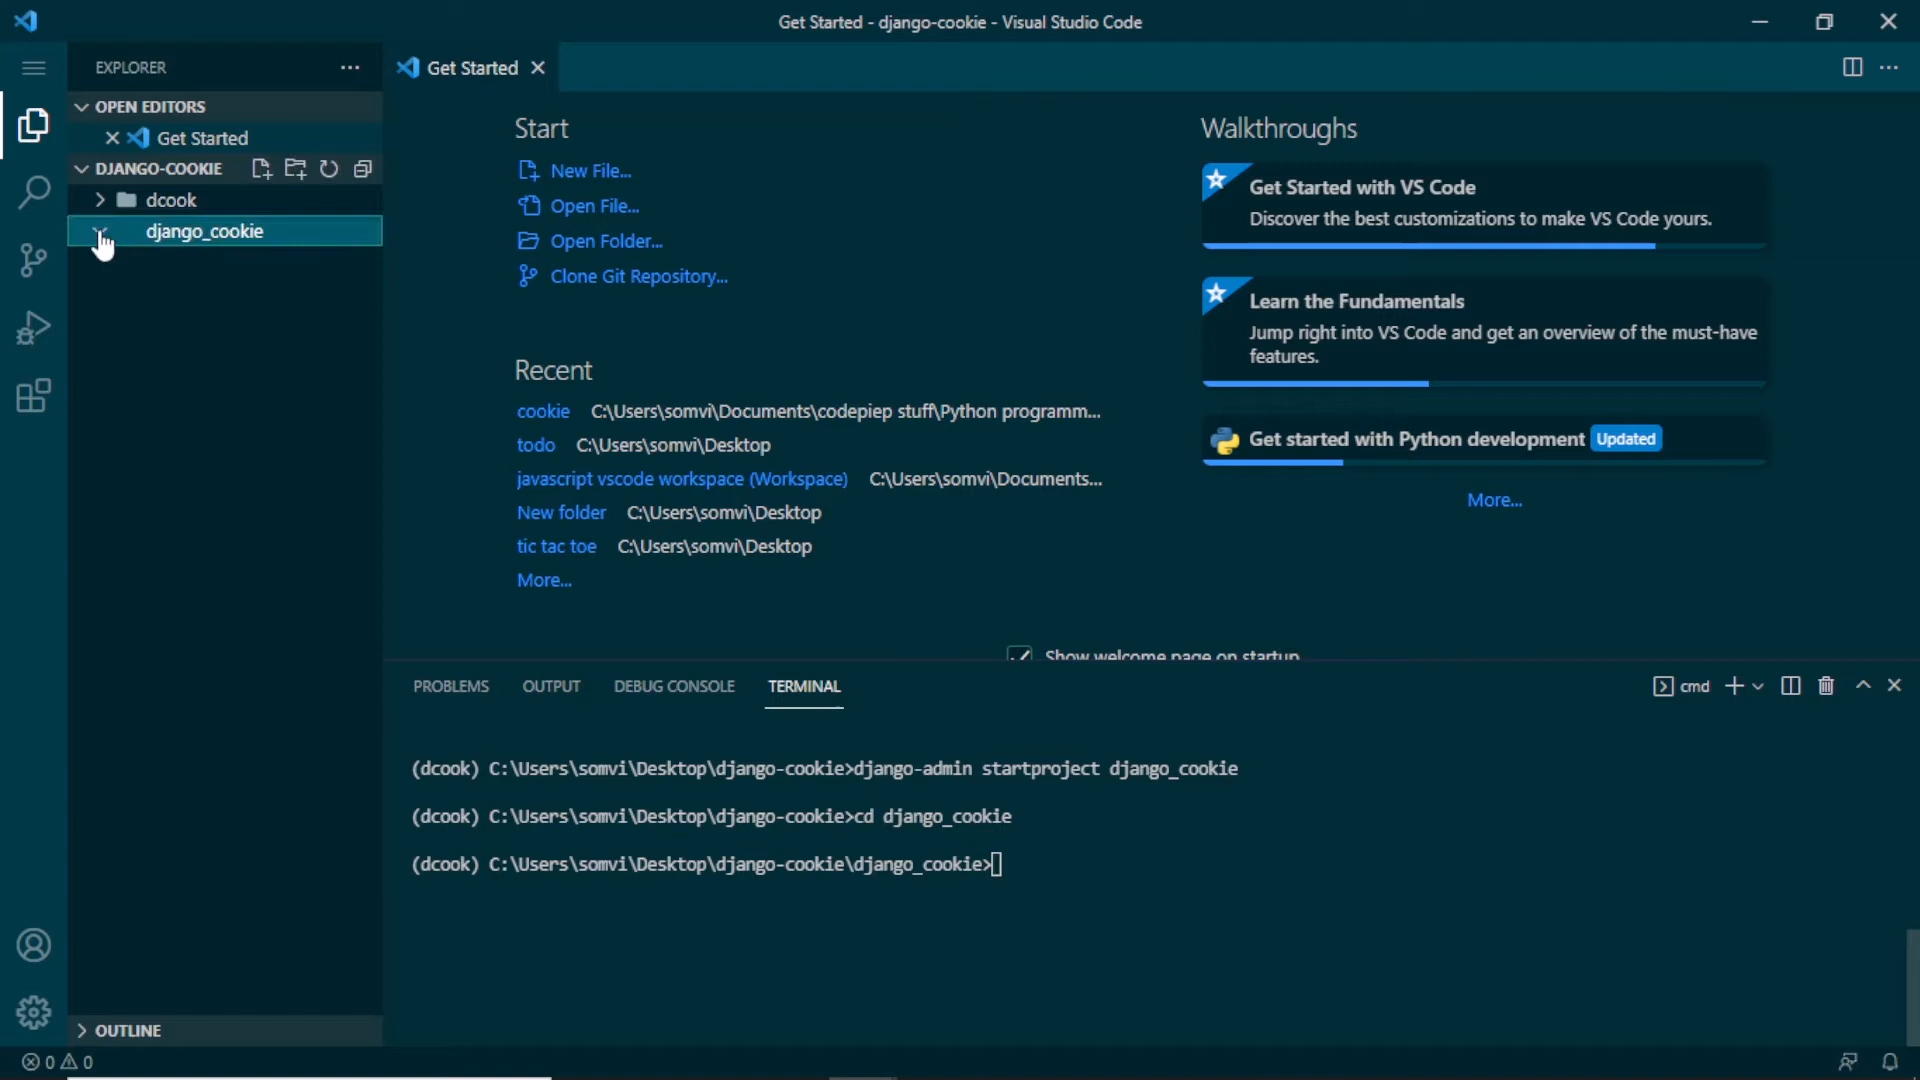 Get Started - django-cookie - Visual Studio Code
EXPLORER
Get Started
OPEN EDITORS
Get Started
DJANGO-COOKIE
dcook
django_cookie
OUTLINE
Start
New File...
Open File...
Open Folder...
Clone Git Repository...
Recent
cookie C:\Users\somvi\Documents\codepiep stuff\Python programm...
todo C:\Users\somvi\Desktop
javascript vscode workspace (Workspace) C:\Users\somvi\Documents...
New folder C:\Users\somvi\Desktop
tic tac toe C:\Users\somvi\Desktop
More...
Walkthroughs
Get Started with VS Code
Discover the best customizations to make VS Code yours.
Learn the Fundamentals
Jump right into VS Code and get an overview of the must-have
features.
Get started with Python development Updated
More...
Show welcome page on startup
PROBLEMS OUTPUT DEBUG CONSOLE TERMINAL
cmd
(dcook) C:\Users\somvi\Desktop\django-cookie>django-admin startproject django_cookie
(dcook) C:\Users\somvi\Desktop\django-cookie>cd django_cookie
(dcook) C:\Users\somvi\Desktop\django-cookie\django_cookie>
0 0